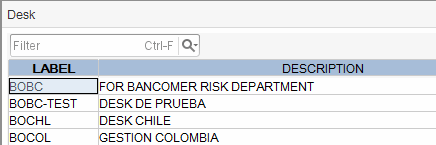 Desk
Filter Ctrl-F
LABEL DESCRIPTION
BOBC FOR BANCOMER RISK DEPARTMENT
BOBC-TEST DESK DE PRUEBA
BOCHL DESK CHILE
BOCOL GESTION COLOMBIA